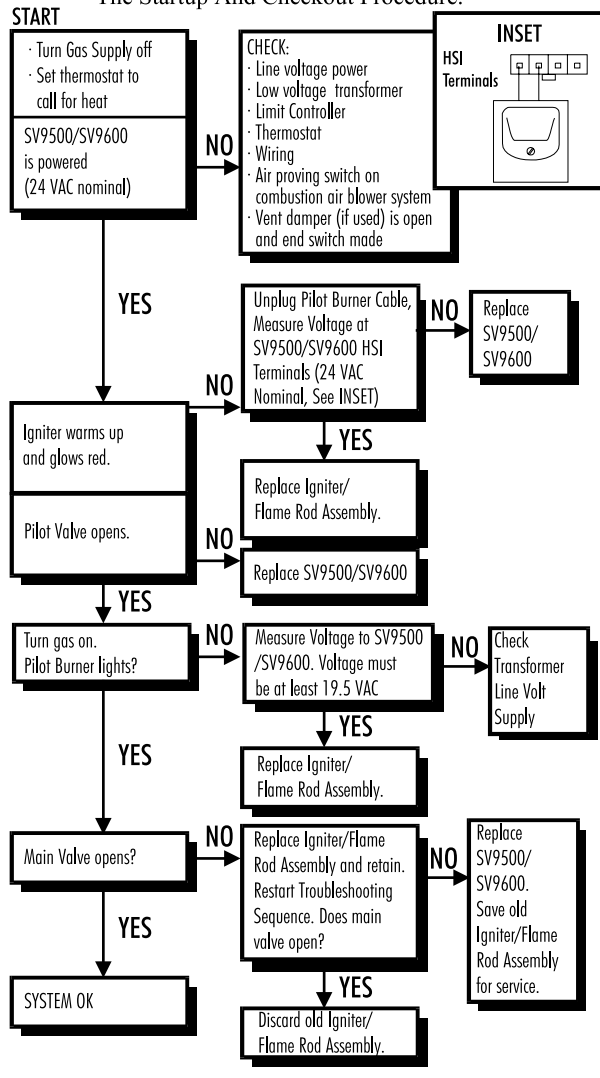 The Startup And Checkout Procedure.
START
· Turn Gas Supply off
· Set thermostat to
call for heat
SV9500/SV9600
is powered
(24 VAC nominal)
NO
CHECK:
· Line voltage power
· Low voltage transformer
· Limit Controller
· Thermostat
· Wiring
· Air proving switch on
combustion air blower system
· Vent damper (if used) is open
and end switch made
INSET
HSI
Terminals
YES
Igniter warms up
and glows red.
NO
Unplug Pilot Burner Cable,
Measure Voltage at
SV9500/SV9600 HSI
Terminals (24 VAC
Nominal, See INSET)
NO
Replace
SV9500/
SV9600
YES
Replace Igniter/
Flame Rod Assembly.
Pilot Valve opens.
NO
Replace SV9500/SV9600
YES
Turn gas on.
Pilot Burner lights?
NO
Measure Voltage to SV9500
/SV9600. Voltage must
be at least 19.5 VAC
NO
Check
Transformer
Line Volt
Supply
YES
Replace Igniter/
Flame Rod Assembly.
YES
Main Valve opens?
NO
Replace Igniter/Flame
Rod Assembly and retain.
Restart Troubleshooting
Sequence. Does main
valve open?
NO
Replace
SV9500/
SV9600.
Save old
Igniter/Flame
Rod Assembly
for service.
YES
Discard old Igniter/
Flame Rod Assembly.
YES
SYSTEM OK